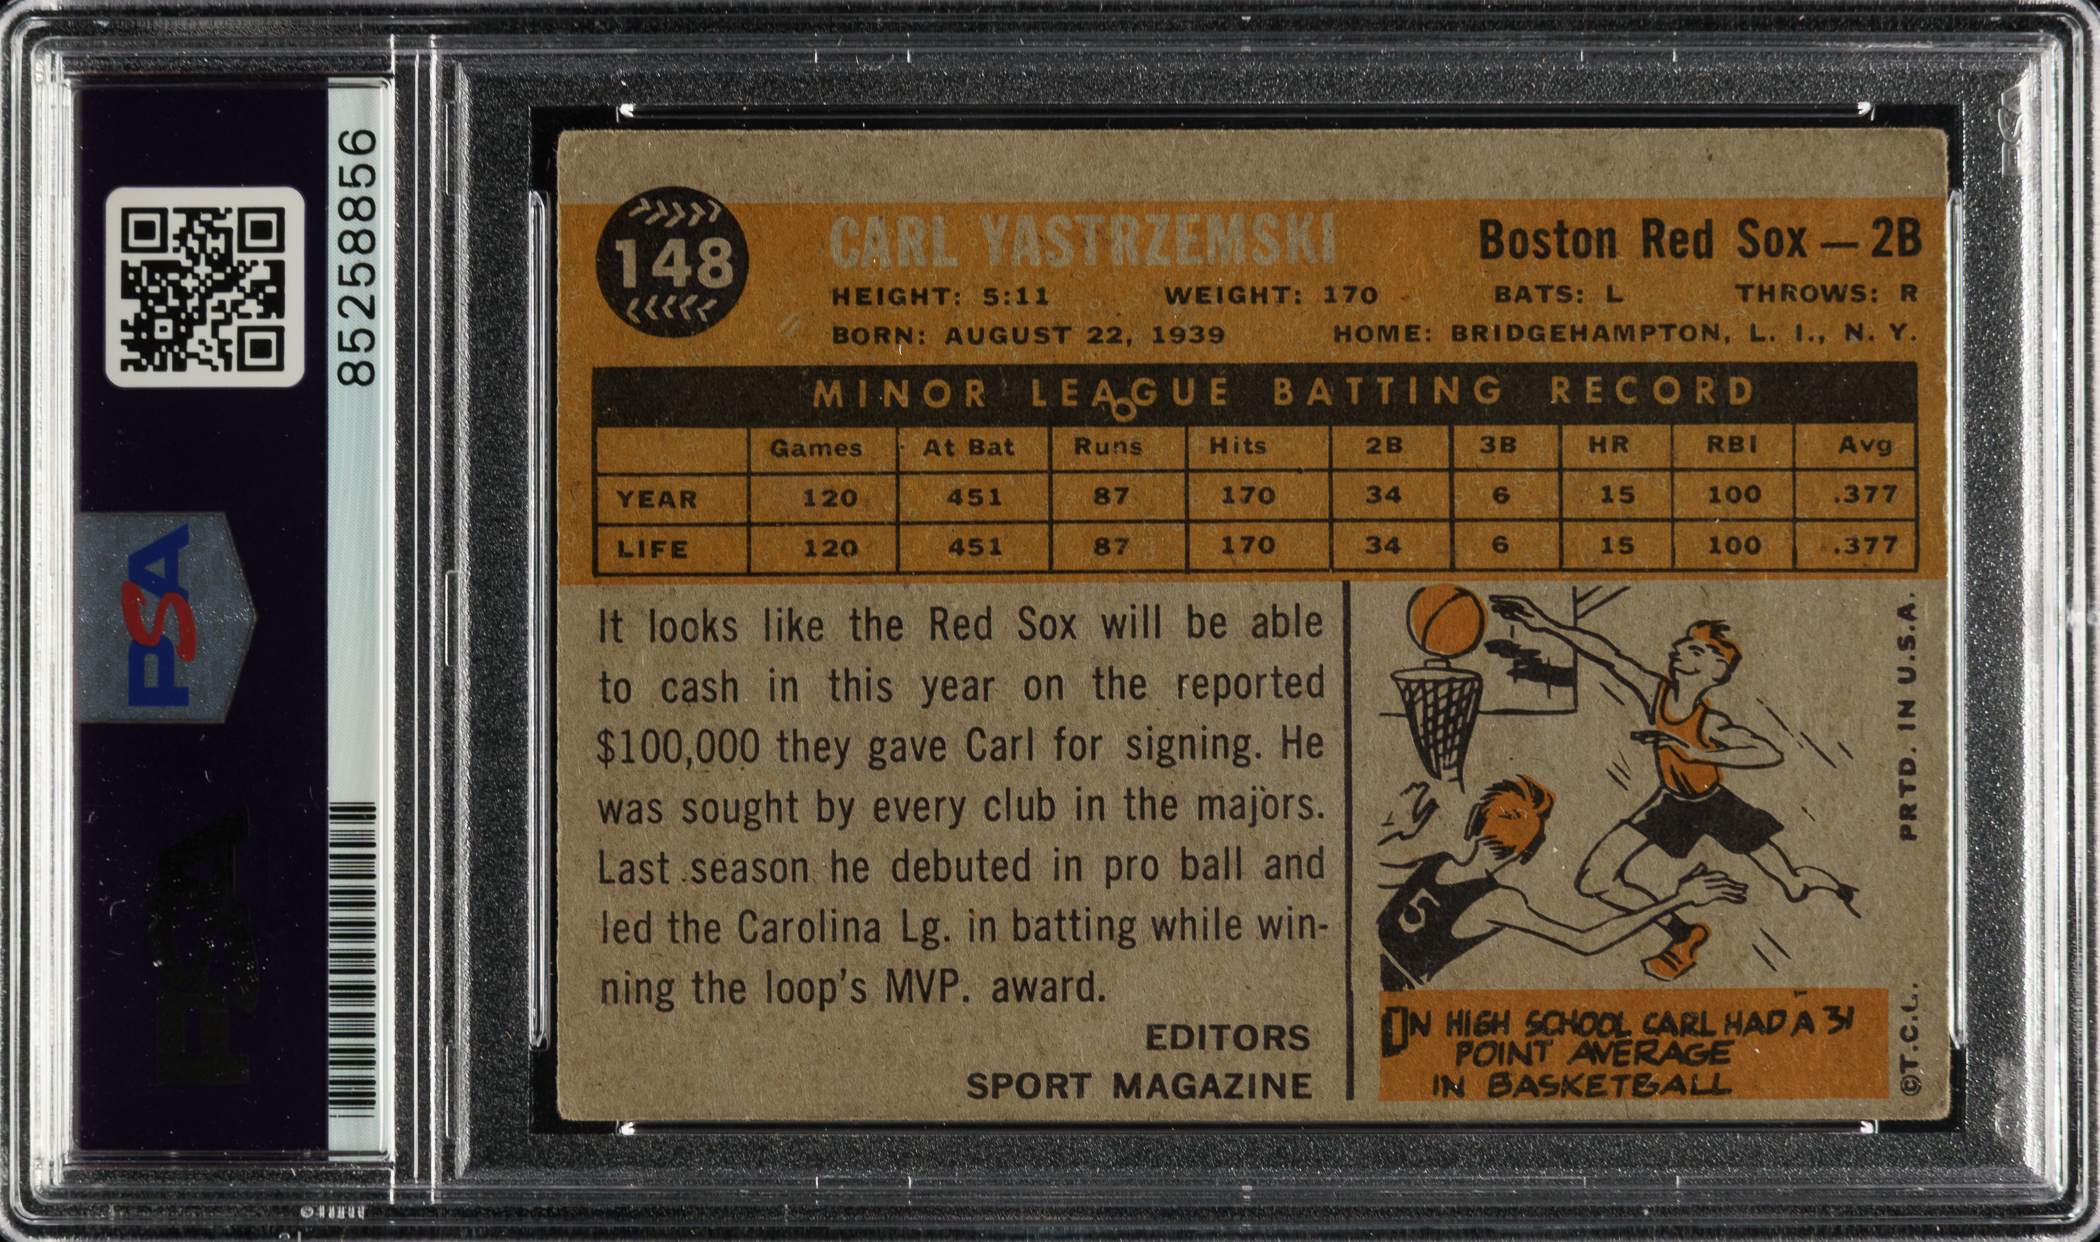 85258856
PSA
PSA
148
CARL YASTRZEMSKI
Boston Red Sox — 2B
HEIGHT: 5:11 WEIGHT: 170 BATS: L THROWS: R
BORN: AUGUST 22, 1939 HOME: BRIDGEHAMPTON, L. I., N. Y.
MINOR LEAGUE BATTING RECORD
Games At Bat Runs Hits 2B 3B HR RBI Avg
YEAR 120 451 87 170 34 6 15 100 .377
LIFE 120 451 87 170 34 6 15 100 .377
It looks like the Red Sox will be able
to cash in this year on the reported
$100,000 they gave Carl for signing. He
was sought by every club in the majors.
Last season he debuted in pro ball and
led the Carolina Lg. in batting while win-
ning the loop's MVP. award.
EDITORS
SPORT MAGAZINE
5
IN HIGH SCHOOL CARL HAD A 31
POINT AVERAGE
IN BASKETBALL
©T.C.G. PRTD. IN U.S.A.